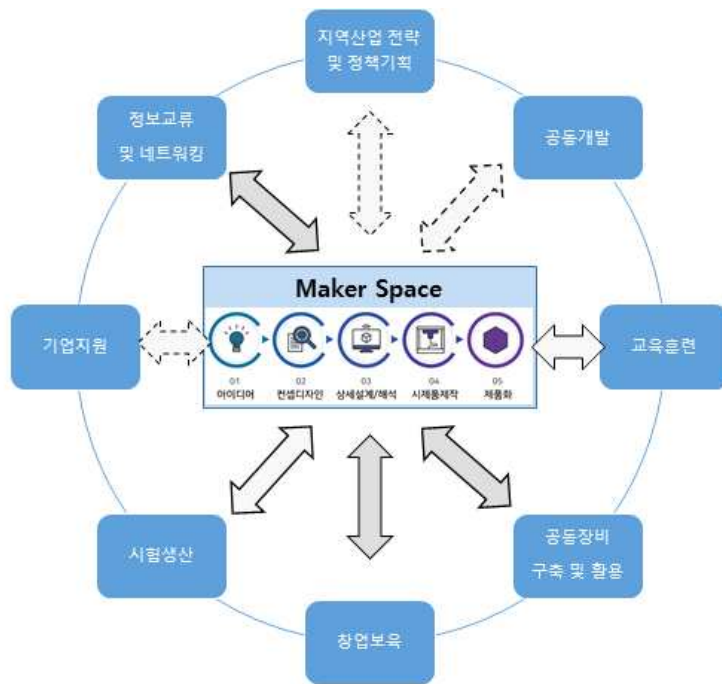 지역산업 전략
및 정책기획
정보교류
및 네트워킹
공동개발
Maker Space
기업지원
교육훈련
01
02
03
04
05
아이디어
컨셉디자인
상세설계/해석
시제품제작
제품화
시험생산
공동장비
구축 및 활용
창업보육